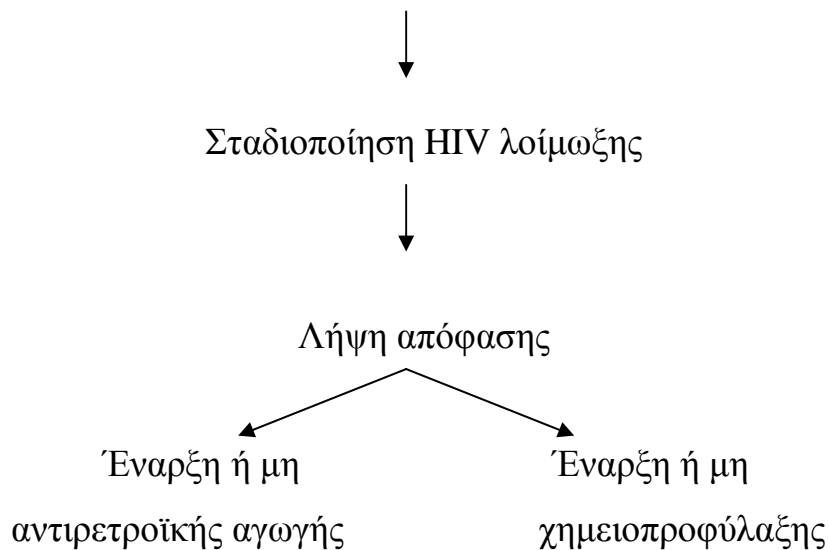 Σταδιοποίηση HIV λοίμωξης
Λήψη απόφασης
Έναρξη ή μη
αντιρετροϊκής αγωγής
Έναρξη ή μη
χημειοπροφύλαξης